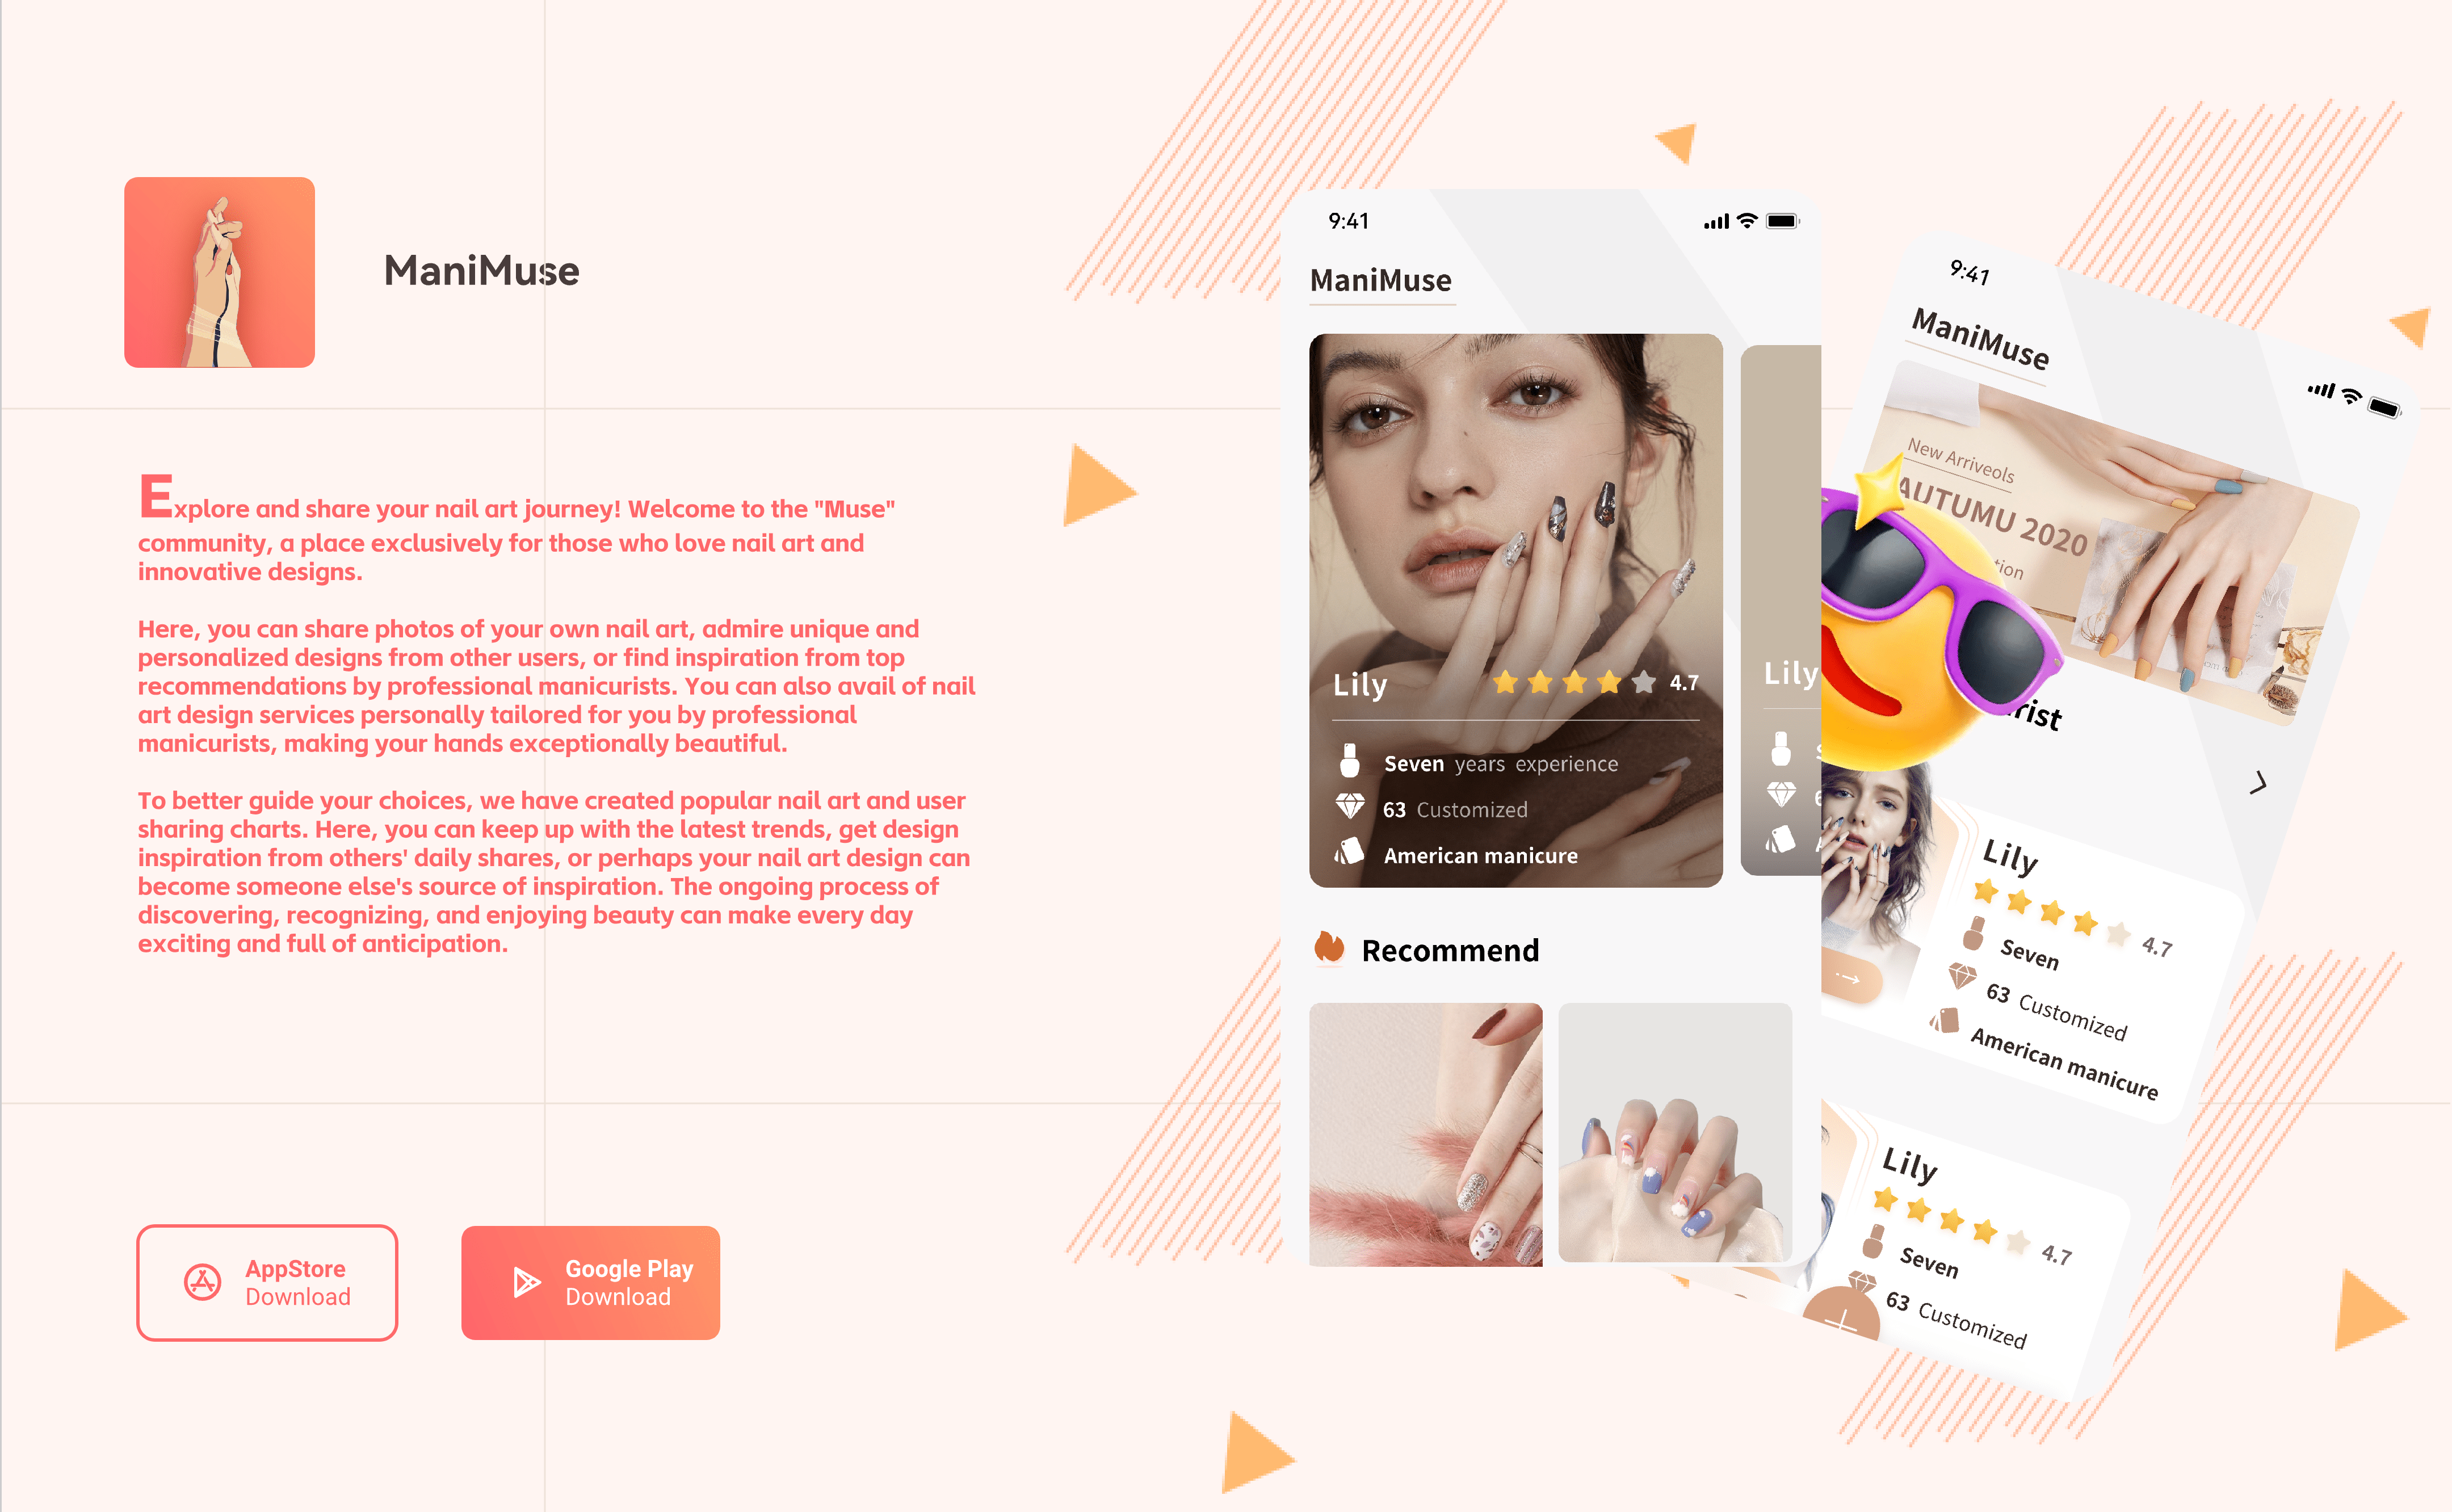 ManiMuse
Explore and share your nail art journey! Welcome to the "Muse"
community, a place exclusively for those who love nail art and
innovative designs.
Here, you can share photos of your own nail art, admire unique and
personalized designs from other users, or find inspiration from top
recommendations by professional manicurists. You can also avail of nail
art design services personally tailored for you by professional
manicurists, making your hands exceptionally beautiful.
To better guide your choices, we have created popular nail art and user
sharing charts. Here, you can keep up with the latest trends, get design
inspiration from others' daily shares, or perhaps your nail art design can
become someone else's source of inspiration. The ongoing process of
discovering, recognizing, and enjoying beauty can make every day
exciting and full of anticipation.
AppStore
Download
Google Play
Download
9:41
ManiMuse
Lily
4.7
Seven years experience
63 Customized
American manicure
Lily
Recommend
9:41
ManiMuse
New Arriveols
AUTUMU 2020
Lily
4.7
Seven
63 Customized
American manicure
Lily
4.7
Seven
63 Customized